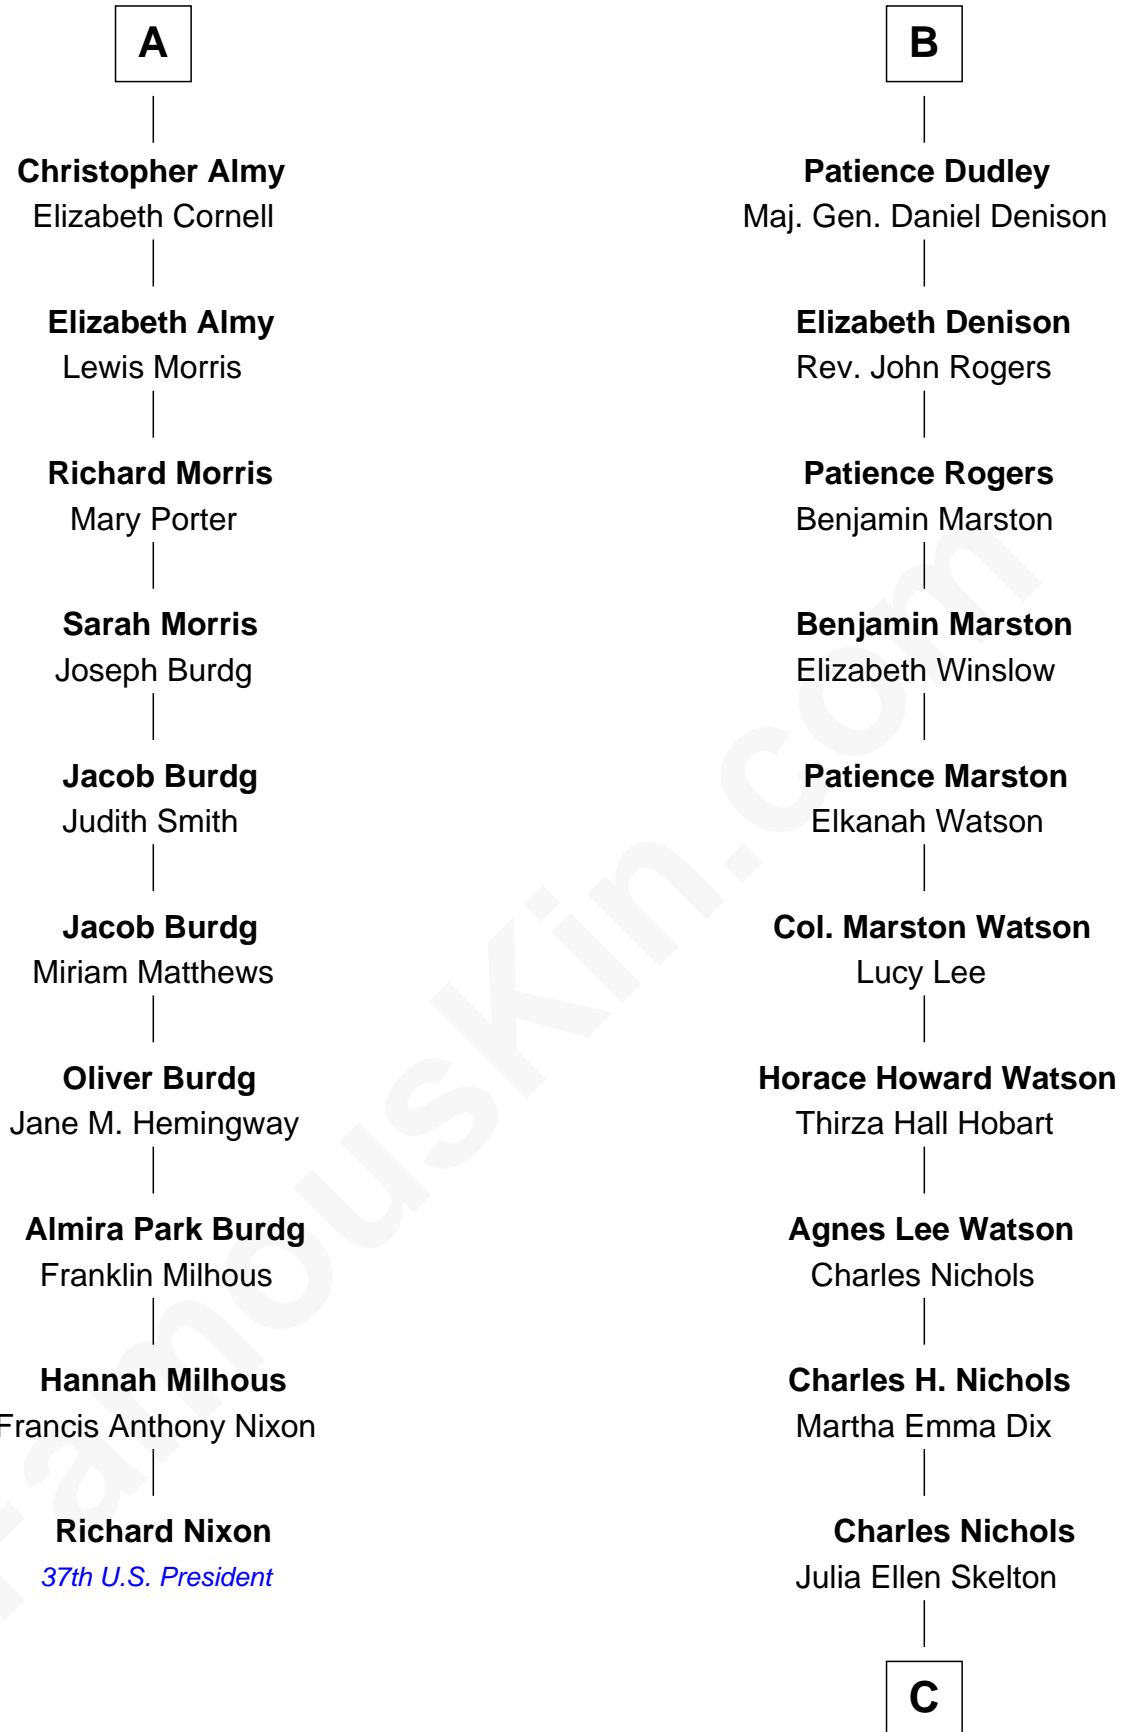 A
Christopher Almy
Elizabeth Cornell
Elizabeth Almy
Lewis Morris
Richard Morris
Mary Porter
Sarah Morris
Joseph Burdg
Jacob Burdg
Judith Smith
Jacob Burdg
Miriam Matthews
Oliver Burdg
Jane M. Hemingway
Almira Park Burdg
Franklin Milhous
Hannah Milhous
Francis Anthony Nixon
Richard Nixon
37th U.S. President
B
Patience Dudley
Maj. Gen. Daniel Denison
Elizabeth Denison
Rev. John Rogers
Patience Rogers
Benjamin Marston
Benjamin Marston
Elizabeth Winslow
Patience Marston
Elkanah Watson
Col. Marston Watson
Lucy Lee
Horace Howard Watson
Thirza Hall Hobart
Agnes Lee Watson
Charles Nichols
Charles H. Nichols
Martha Emma Dix
Charles Nichols
Julia Ellen Skelton
C
FamousKin.com